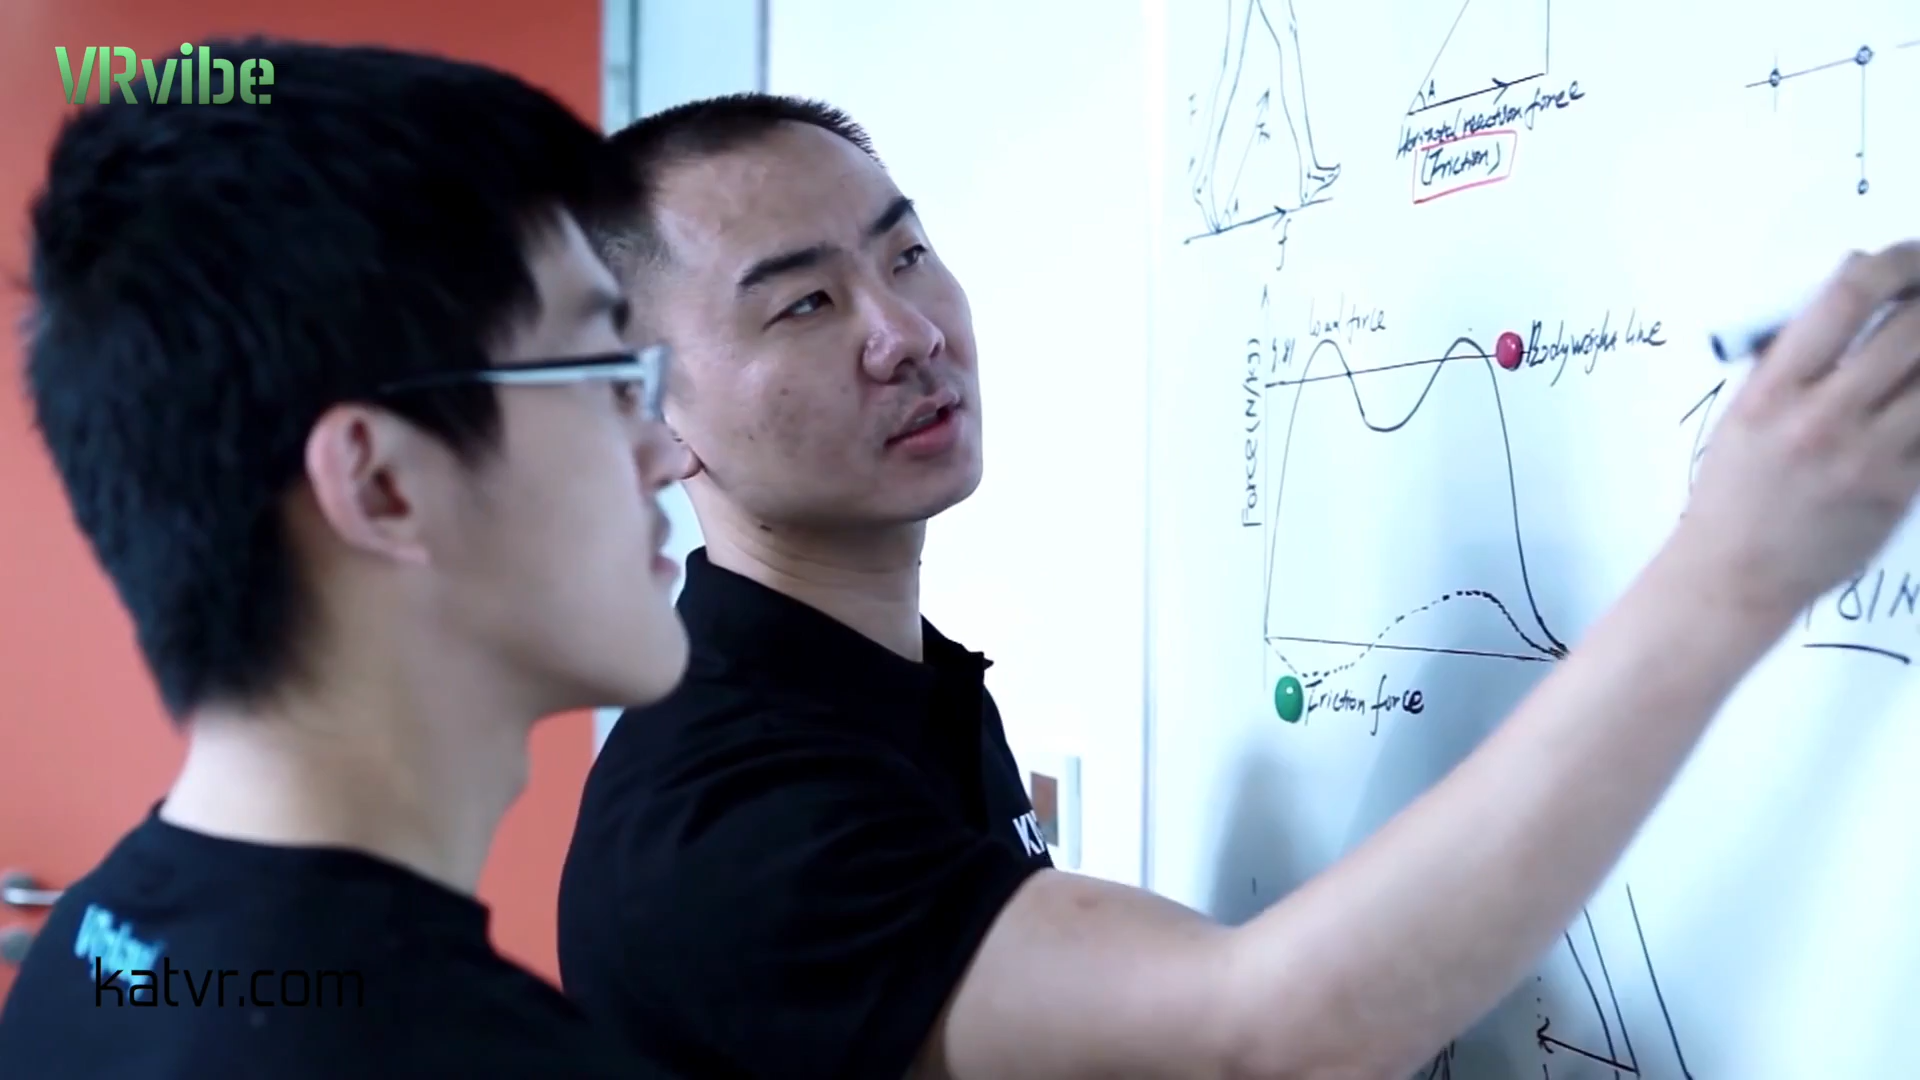 VRvibe
A
Horizontal reaction force
(Friction)
A
f
load force
9.81
Bodyweight line
Force (N/kg)
Friction force
katvr.com